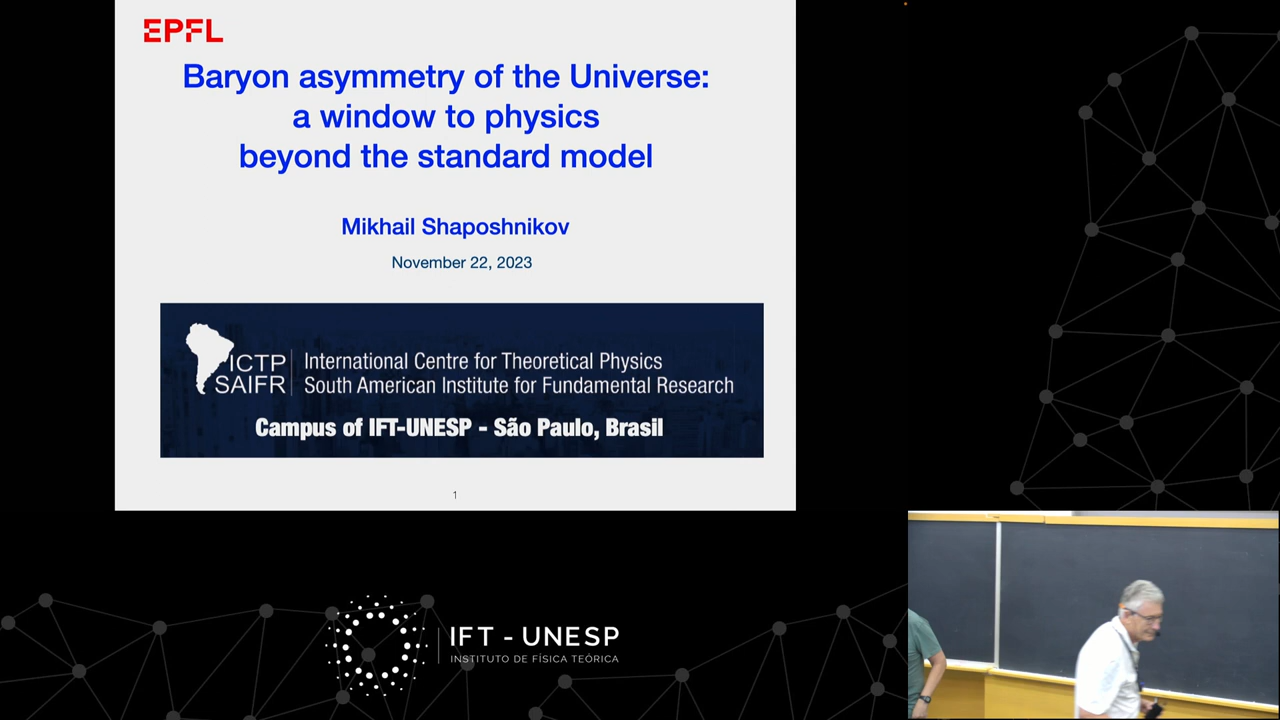 EPFL
Baryon asymmetry of the Universe:
a window to physics
beyond the standard model
Mikhail Shaposhnikov
November 22, 2023
ICTP
SAIFR
International Centre for Theoretical Physics
South American Institute for Fundamental Research
Campus of IFT-UNESP - São Paulo, Brasil
1
IFT - UNESP
INSTITUTO DE FÍSICA TEÓRICA